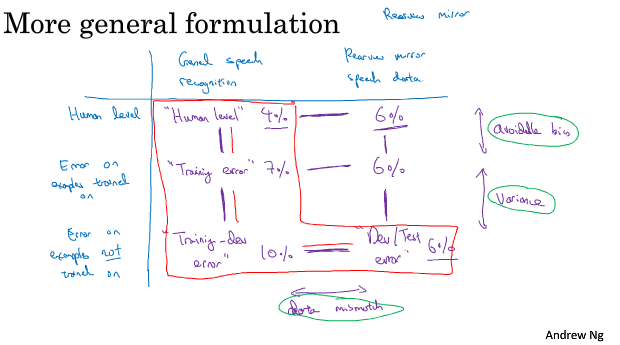 More general formulation
Rearview mirror
General speech
recognition
Rearview mirror
speech data
Human level
"Human level" 4%
6%
avoidable bias
Error on
examples trained
on
"Training error" 7%
6%
Variance
Error on
examples not
trained on
"Training-dev
error" 10%
"Dev/Test
error" 6%
data mismatch
Andrew Ng